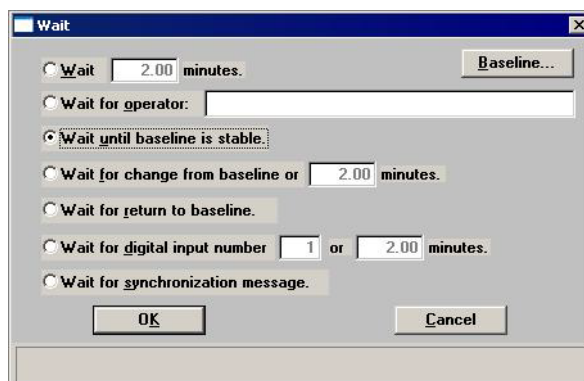 Wait
Wait 2.00 minutes. Baseline...
Wait for operator:
Wait until baseline is stable.
Wait for change from baseline or 2.00 minutes.
Wait for return to baseline.
Wait for digital input number 1 or 2.00 minutes.
Wait for synchronization message.
OK Cancel